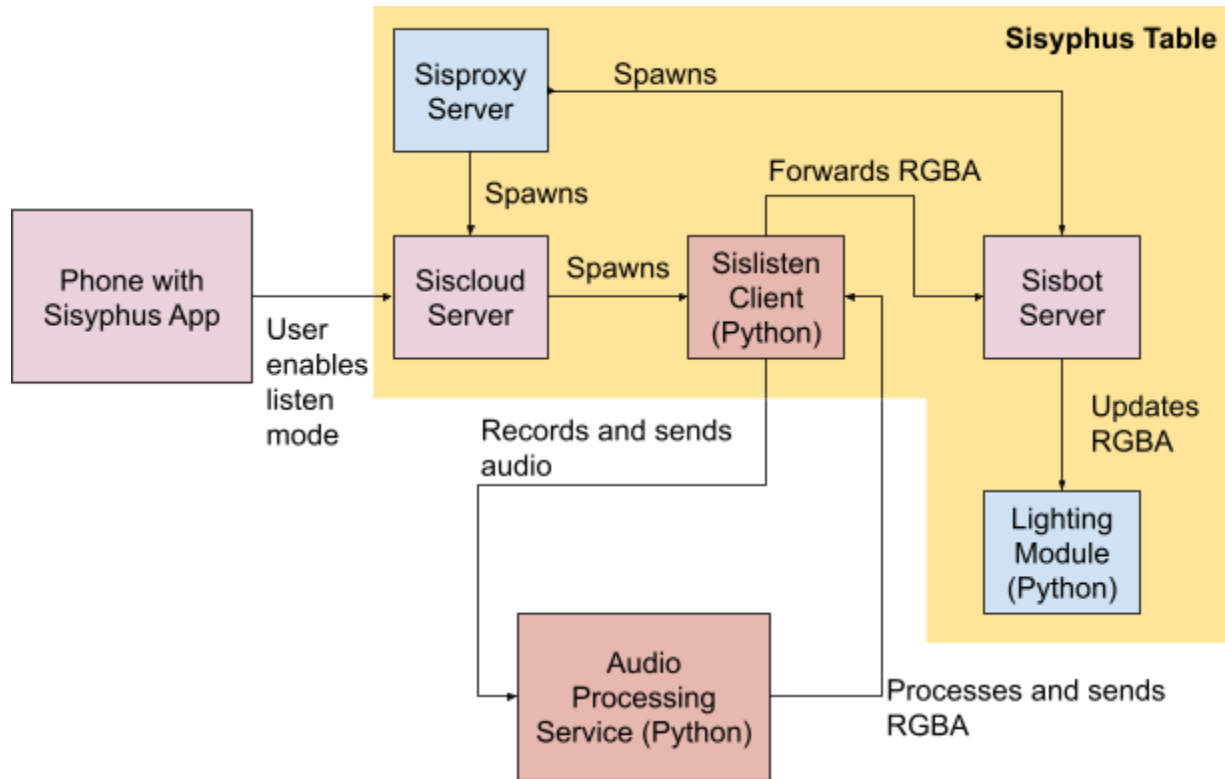 Sisyphus Table
Sisproxy
Server
Spawns
Spawns
Forwards RGBA
Phone with
Sisyphus App
User
enables
listen
mode
Siscloud
Server
Spawns
Sislisten
Client
(Python)
Sisbot
Server
Records and sends
audio
Updates
RGBA
Lighting
Module
(Python)
Audio
Processing
Service (Python)
Processes and sends
RGBA